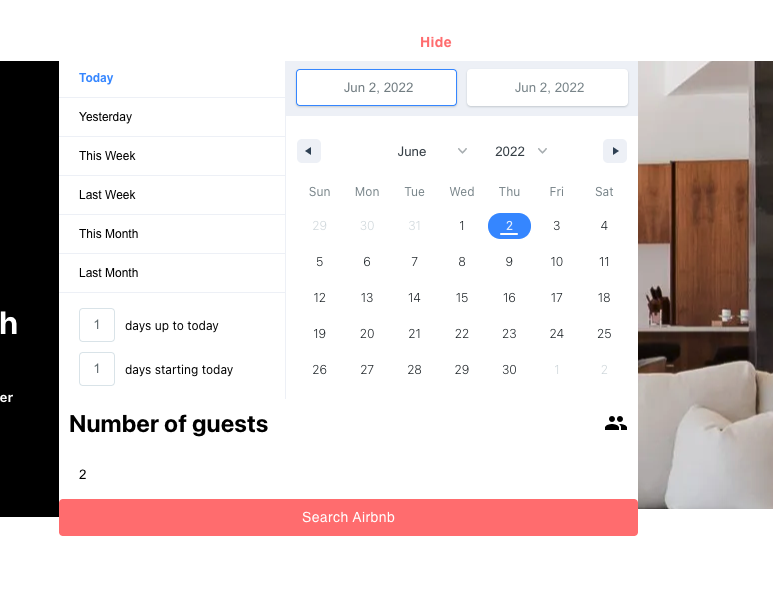 Hide
Today
Yesterday
This Week
Last Week
This Month
Last Month
1 days up to today
1 days starting today
Jun 2, 2022 Jun 2, 2022
June 2022
Sun Mon Tue Wed Thu Fri Sat
29 30 31 1 2 3 4
5 6 7 8 9 10 11
12 13 14 15 16 17 18
19 20 21 22 23 24 25
26 27 28 29 30 1 2
h
er
Number of guests
2
Search Airbnb